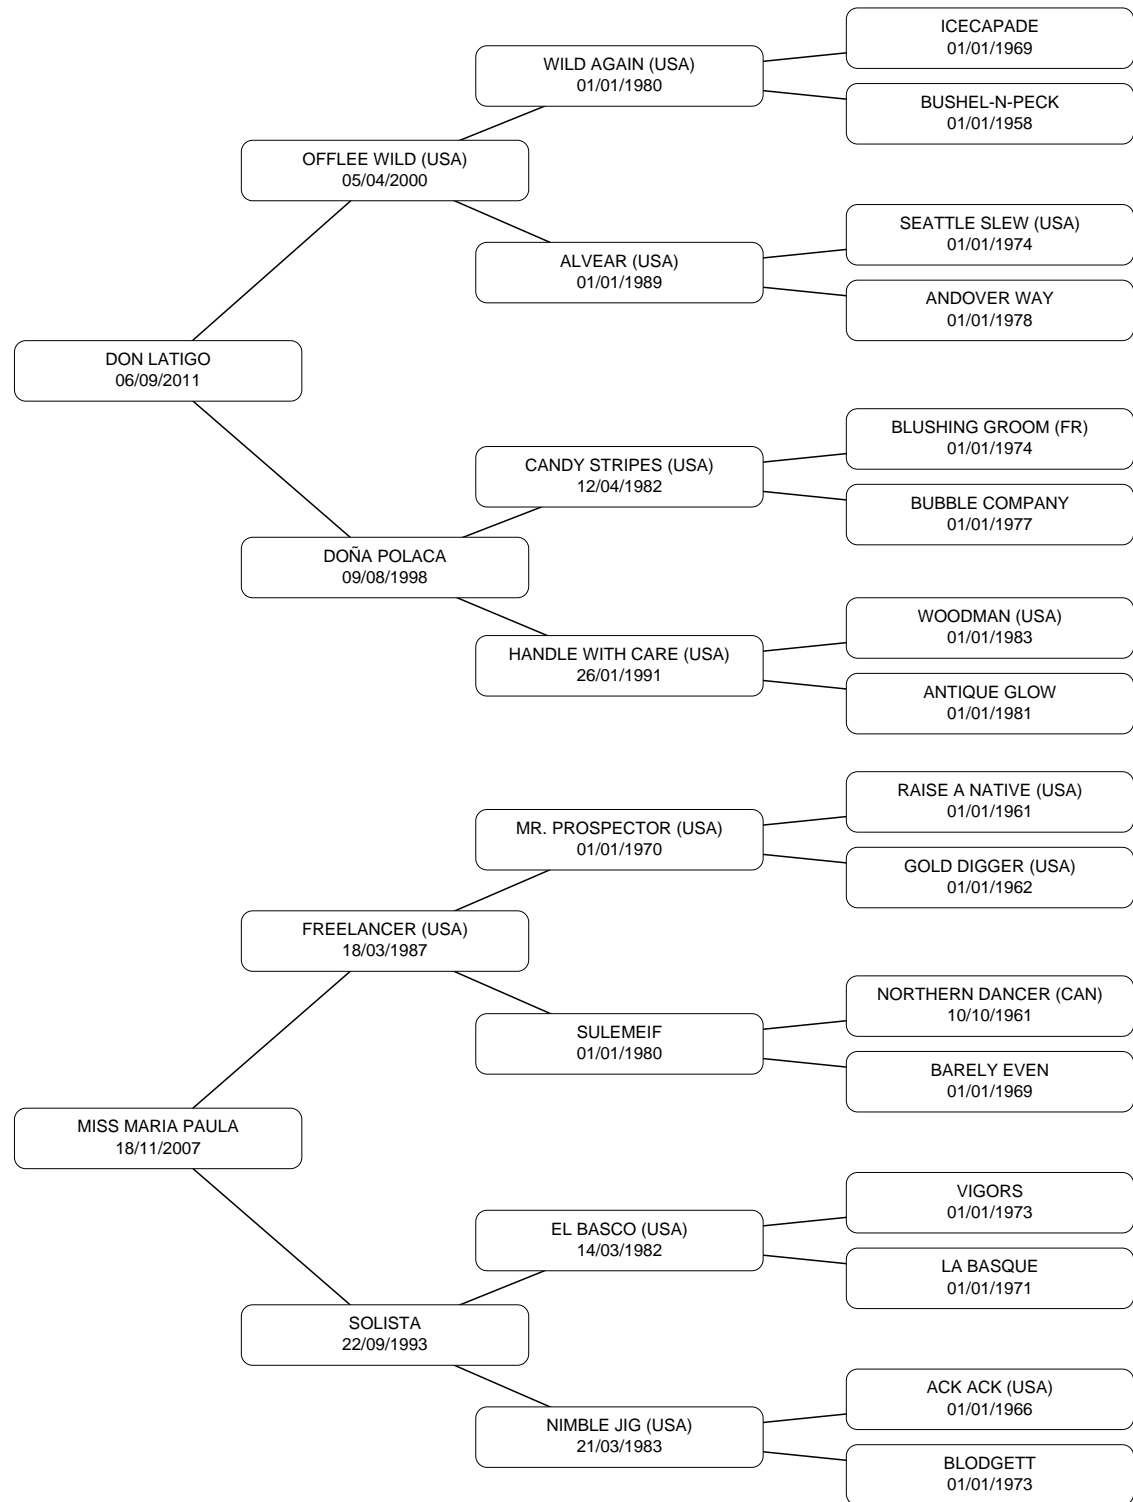 ICECAPADE
01/01/1969
WILD AGAIN (USA)
01/01/1980
BUSHEL-N-PECK
01/01/1958
OFFLEE WILD (USA)
05/04/2000
SEATTLE SLEW (USA)
01/01/1974
ALVEAR (USA)
01/01/1989
ANDOVER WAY
01/01/1978
DON LATIGO
06/09/2011
BLUSHING GROOM (FR)
01/01/1974
CANDY STRIPES (USA)
12/04/1982
BUBBLE COMPANY
01/01/1977
DOÑA POLACA
09/08/1998
WOODMAN (USA)
01/01/1983
HANDLE WITH CARE (USA)
26/01/1991
ANTIQUE GLOW
01/01/1981
RAISE A NATIVE (USA)
01/01/1961
MR. PROSPECTOR (USA)
01/01/1970
GOLD DIGGER (USA)
01/01/1962
FREELANCER (USA)
18/03/1987
NORTHERN DANCER (CAN)
10/10/1961
SULEMEIF
01/01/1980
BARELY EVEN
01/01/1969
MISS MARIA PAULA
18/11/2007
VIGORS
01/01/1973
EL BASCO (USA)
14/03/1982
LA BASQUE
01/01/1971
SOLISTA
22/09/1993
ACK ACK (USA)
01/01/1966
NIMBLE JIG (USA)
21/03/1983
BLODGETT
01/01/1973